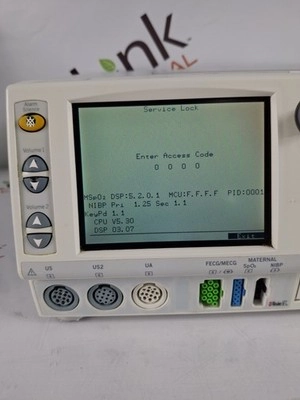 Alarm
Silence
Service Lock
Volume 1
Enter Access Code
0 0 0 0
MSpO₂ DSP:5.2.0.1 MCU:F.F.F.F PID:0001
NIBP Pri 1.25 Sec 1.1
KeyPd 1.1
CPU V5.30
DSP 03.07
Volume 2
Exit
US
US2
UA
FECG/MECG
MATERNAL
SpO₂
NIBP